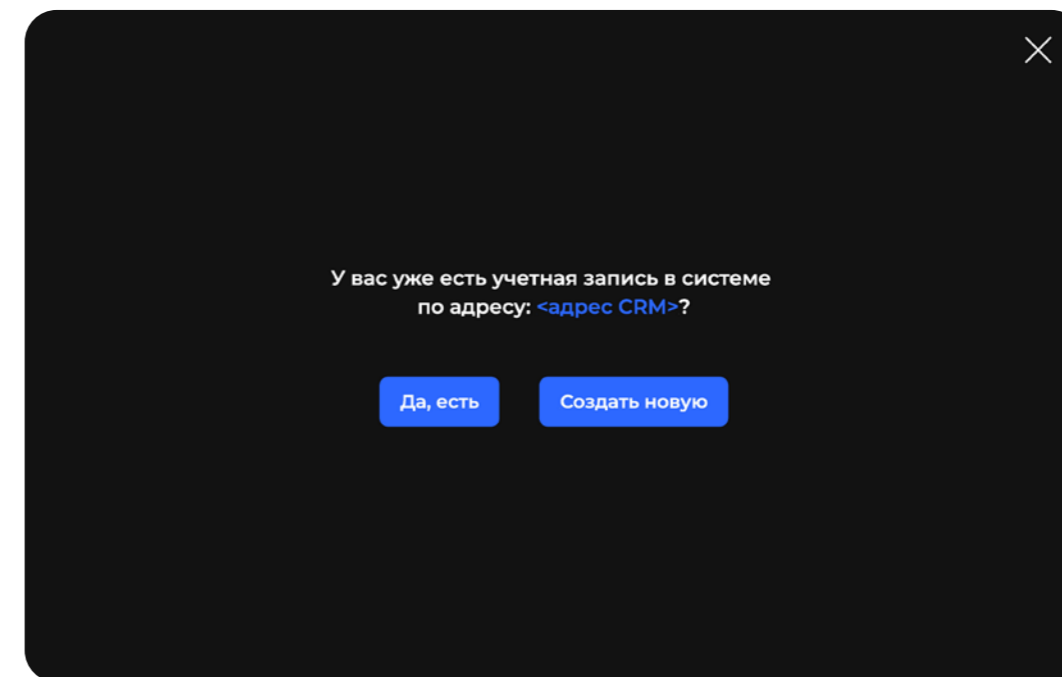 У вас уже есть учетная запись в системе
по адресу: <адрес CRM>?
Да, есть
Создать новую